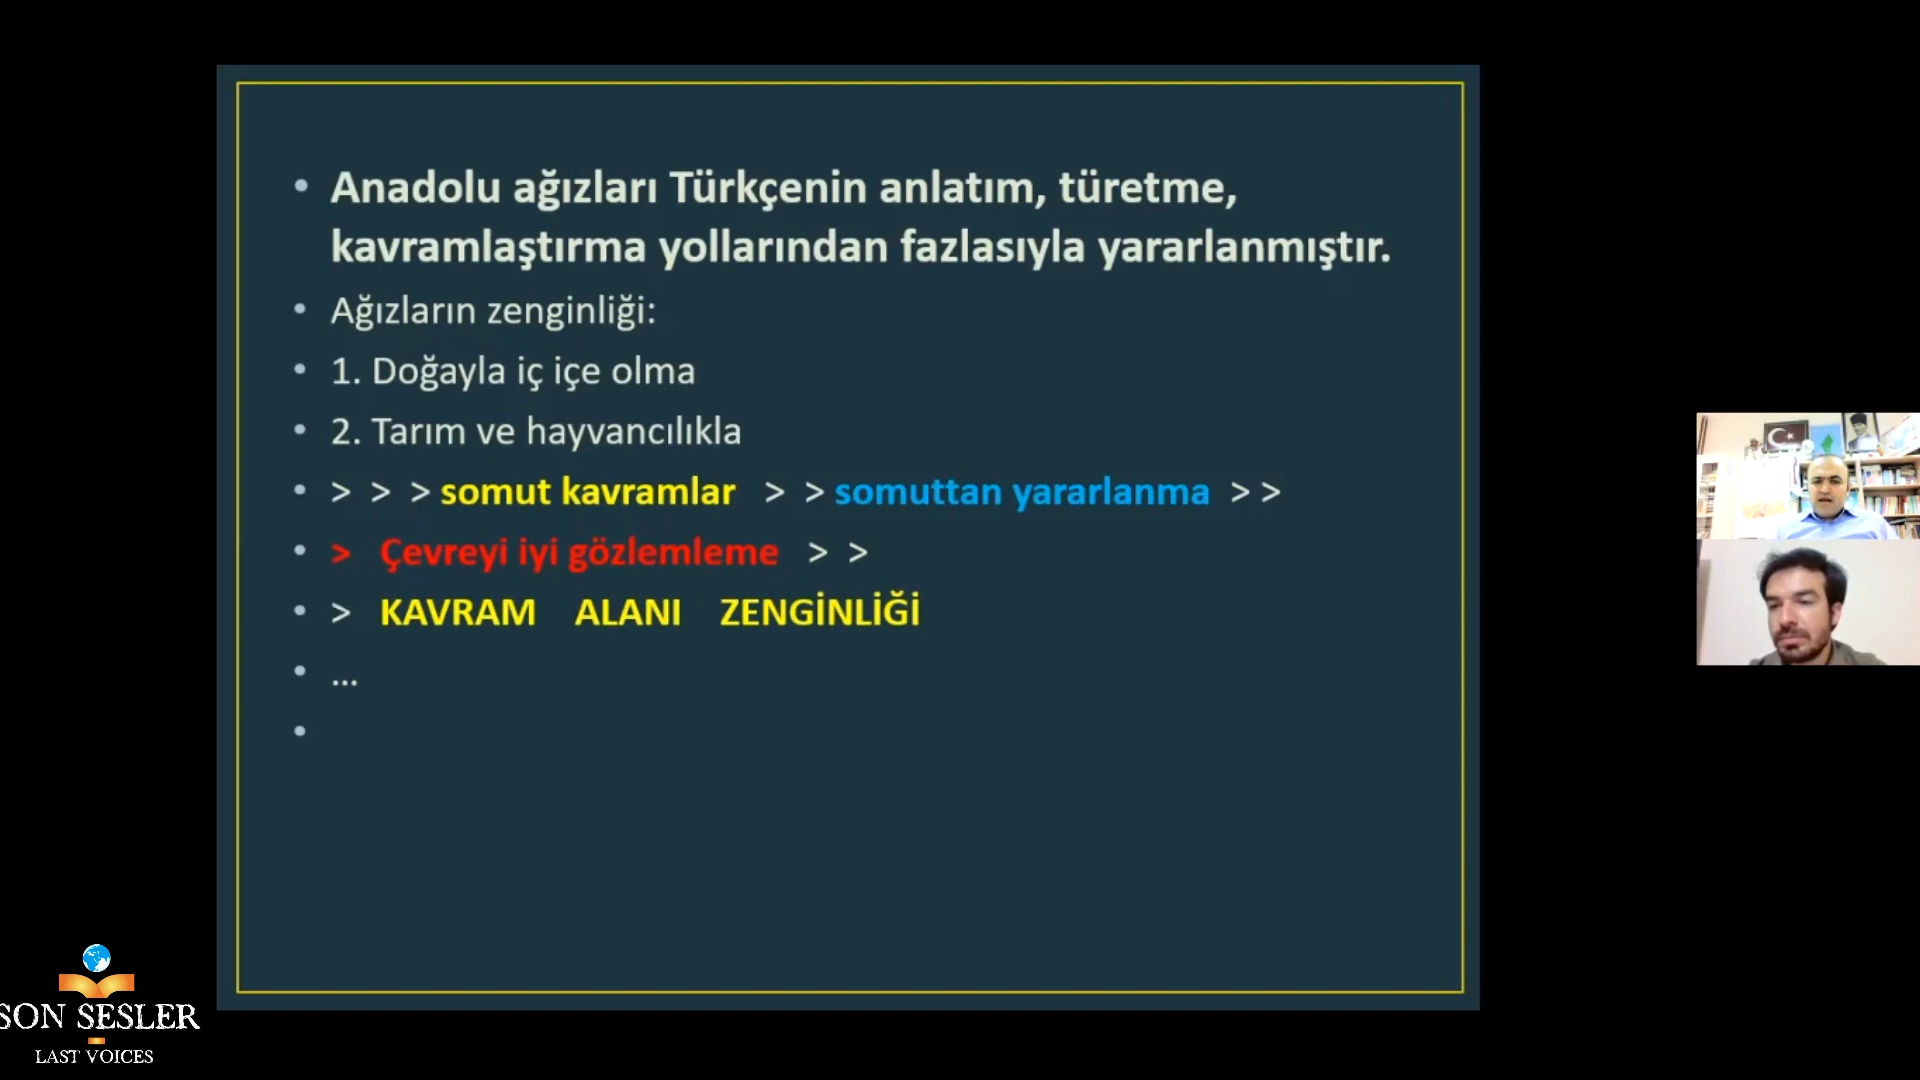 • Anadolu ağızları Türkçenin anlatım, türetme,
kavramlaştırma yollarından fazlasıyla yararlanmıştır.
• Ağızların zenginliği:
• 1. Doğayla iç içe olma
• 2. Tarım ve hayvancılıkla
• > > > somut kavramlar > > somuttan yararlanma > >
• > Çevreyi iyi gözlemleme > >
• > KAVRAM ALANI ZENGİNLİĞİ
• ...
•
SON SESLER
LAST VOICES